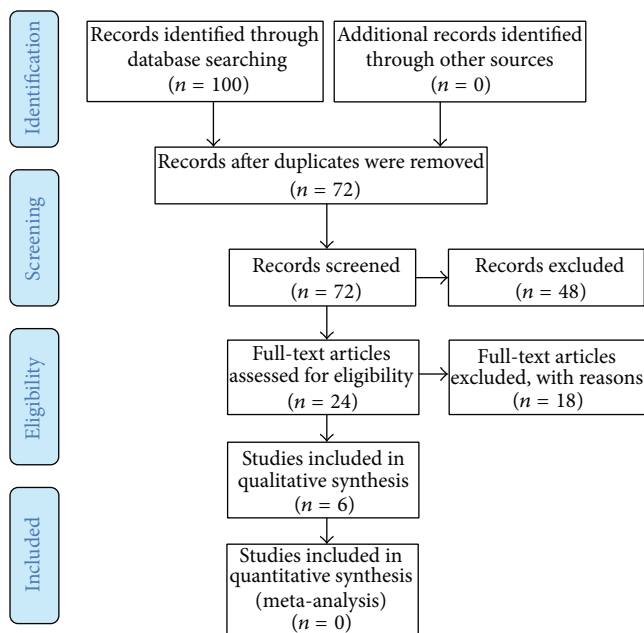 Identification
Records identified through
database searching
(n = 100)
Additional records identified
through other sources
(n = 0)
Records after duplicates were removed
(n = 72)
Screening
Records screened
(n = 72)
Records excluded
(n = 48)
Eligibility
Full-text articles
assessed for eligibility
(n = 24)
Full-text articles
excluded, with reasons
(n = 18)
Studies included in
qualitative synthesis
(n = 6)
Included
Studies included in
quantitative synthesis
(meta-analysis)
(n = 0)